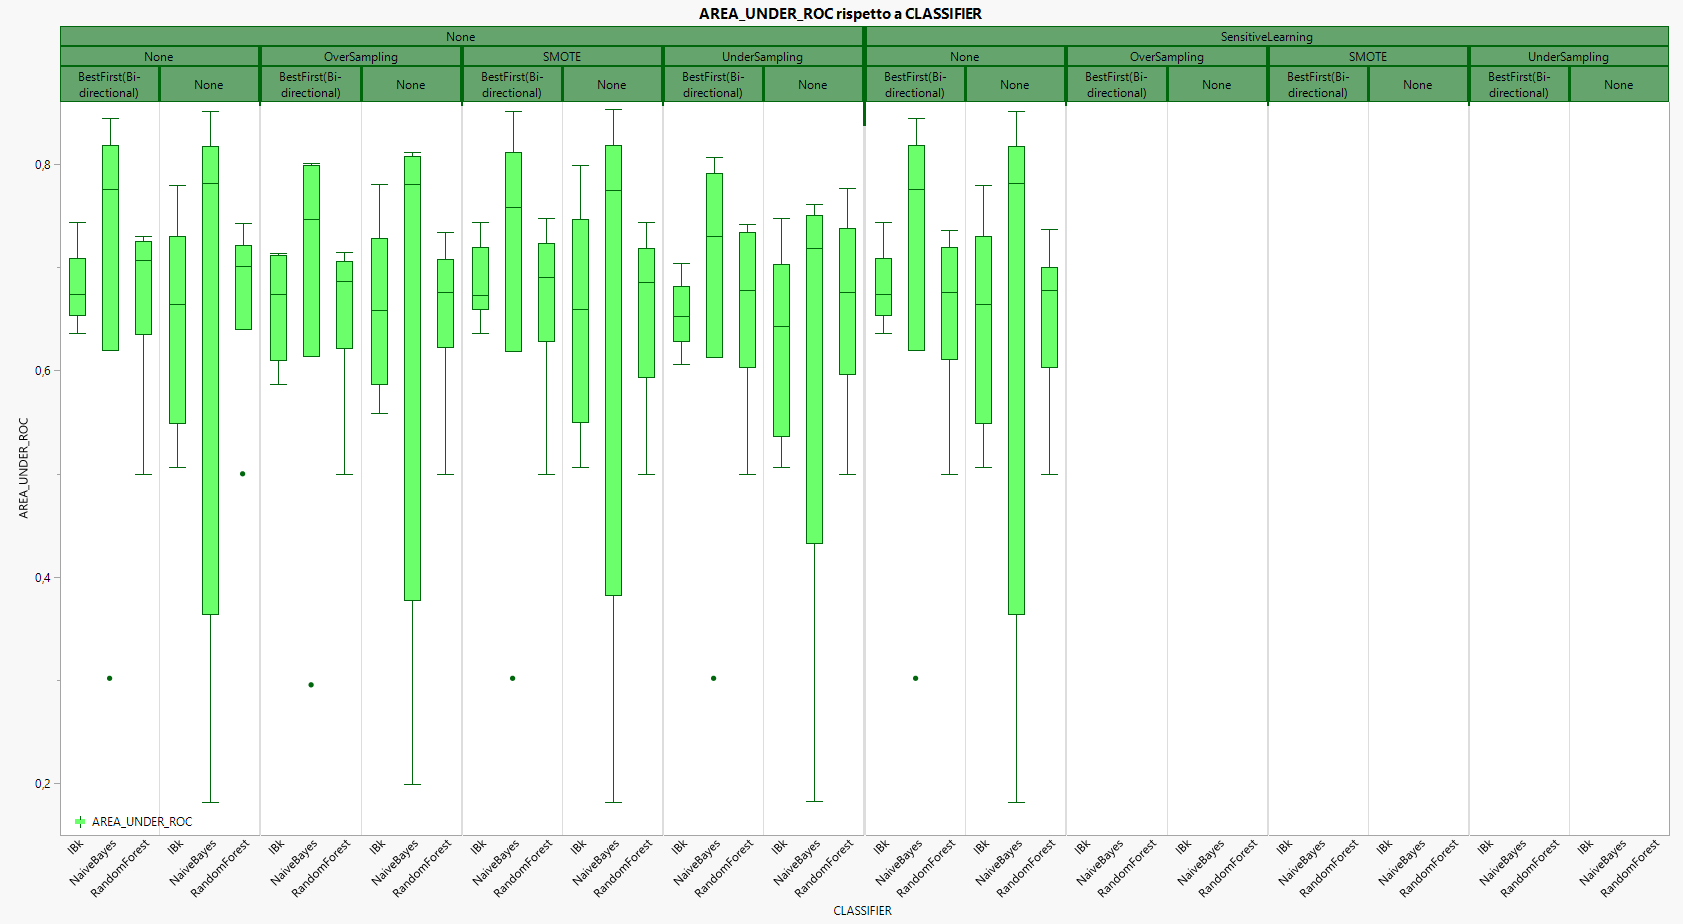 AREA_UNDER_ROC rispetto a CLASSIFIER
None SensitiveLearning
None OverSampling SMOTE UnderSampling None OverSampling SMOTE UnderSampling
BestFirst(Bi-directional) None BestFirst(Bi-directional) None BestFirst(Bi-directional) None BestFirst(Bi-directional) None BestFirst(Bi-directional) None BestFirst(Bi-directional) None BestFirst(Bi-directional) None BestFirst(Bi-directional) None
0,8
0,6
0,4
0,2
AREA_UNDER_ROC
AREA_UNDER_ROC
IBk NaiveBayes RandomForest IBk NaiveBayes RandomForest IBk NaiveBayes RandomForest IBk NaiveBayes RandomForest IBk NaiveBayes RandomForest IBk NaiveBayes RandomForest IBk NaiveBayes RandomForest IBk NaiveBayes RandomForest IBk NaiveBayes RandomForest IBk NaiveBayes RandomForest IBk NaiveBayes RandomForest IBk NaiveBayes RandomForest IBk NaiveBayes RandomForest IBk NaiveBayes RandomForest IBk NaiveBayes RandomForest IBk NaiveBayes RandomForest
CLASSIFIER